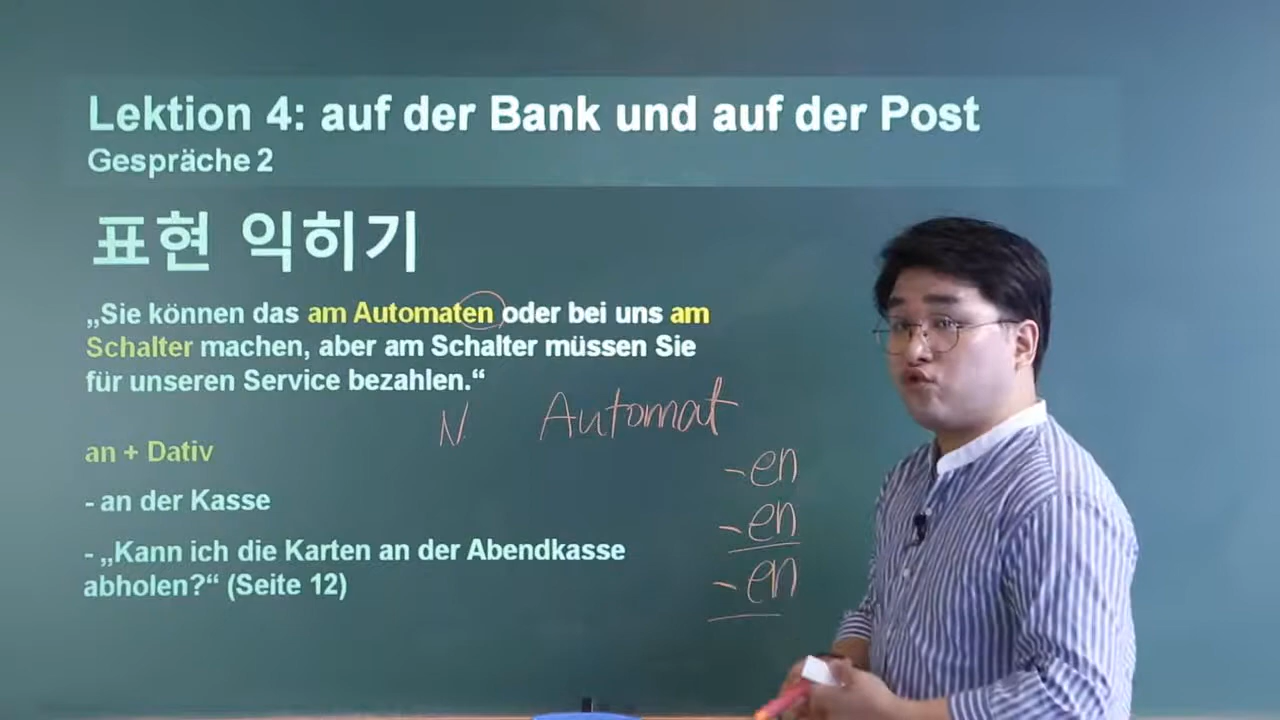 Lektion 4: auf der Bank und auf der Post
Gespräche 2
표현 익히기
„Sie können das am Automaten oder bei uns am
Schalter machen, aber am Schalter müssen Sie
für unseren Service bezahlen.“
N. Automat
-en
-en
-en
an + Dativ
- an der Kasse
- „Kann ich die Karten an der Abendkasse
abholen?“ (Seite 12)